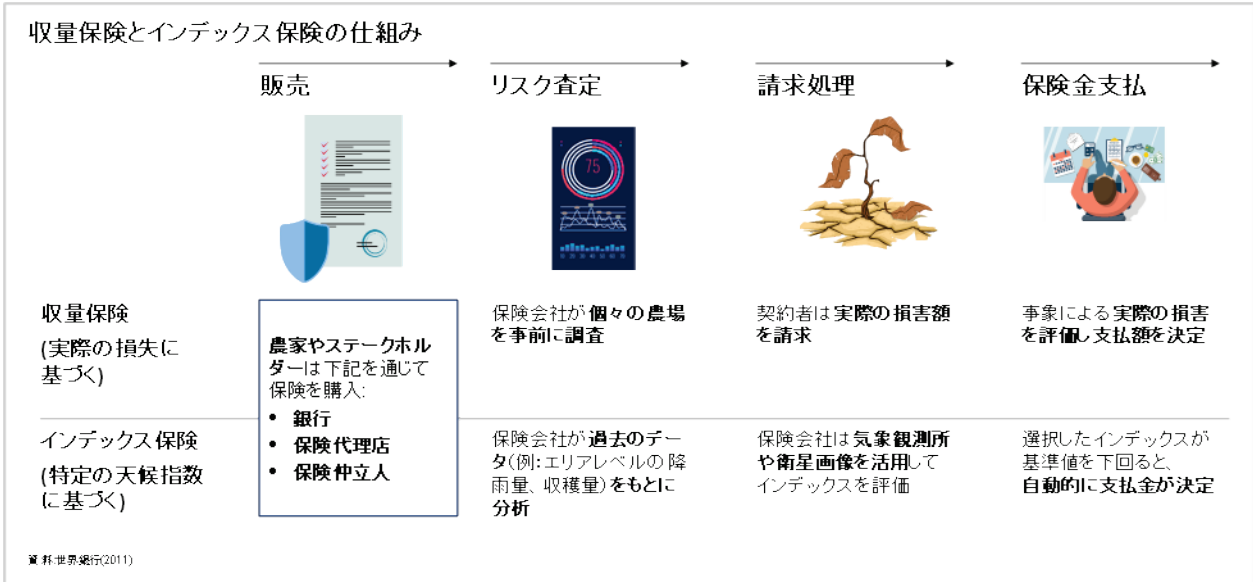 収量保険とインデックス保険の仕組み
販売
リスク査定
請求処理
保険金支払
75
10 20 30 40 50 60 70
収量保険
(実際の損失に
基づく)
農家やステークホル
ダーは下記を通じて
保険を購入:
• 銀行
• 保険代理店
• 保険仲立人
保険会社が個々の農場
を事前に調査
契約者は実際の損害額
を請求
事象による実際の損害
を評価し支払額を決定
インデックス保険
(特定の天候指数
に基づく)
保険会社が過去のデー
タ(例:エリアレベルの降
雨量、収穫量)をもとに
分析
保険会社は気象観測所
や衛星画像を活用して
インデックスを評価
選択したインデックスが
基準値を下回ると、
自動的に支払金が決定
資料:世界銀行(2011)